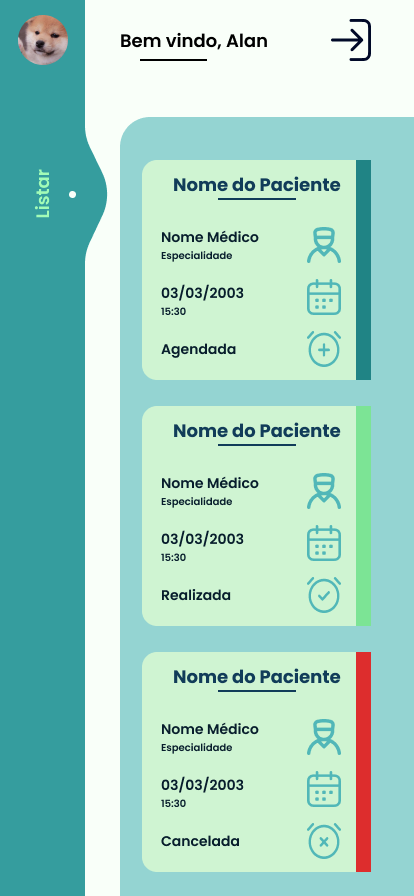 Bem vindo, Alan
Listar
Nome do Paciente
Nome Médico
Especialidade
03/03/2003
15:30
Agendada
Nome do Paciente
Nome Médico
Especialidade
03/03/2003
15:30
Realizada
Nome do Paciente
Nome Médico
Especialidade
03/03/2003
15:30
Cancelada